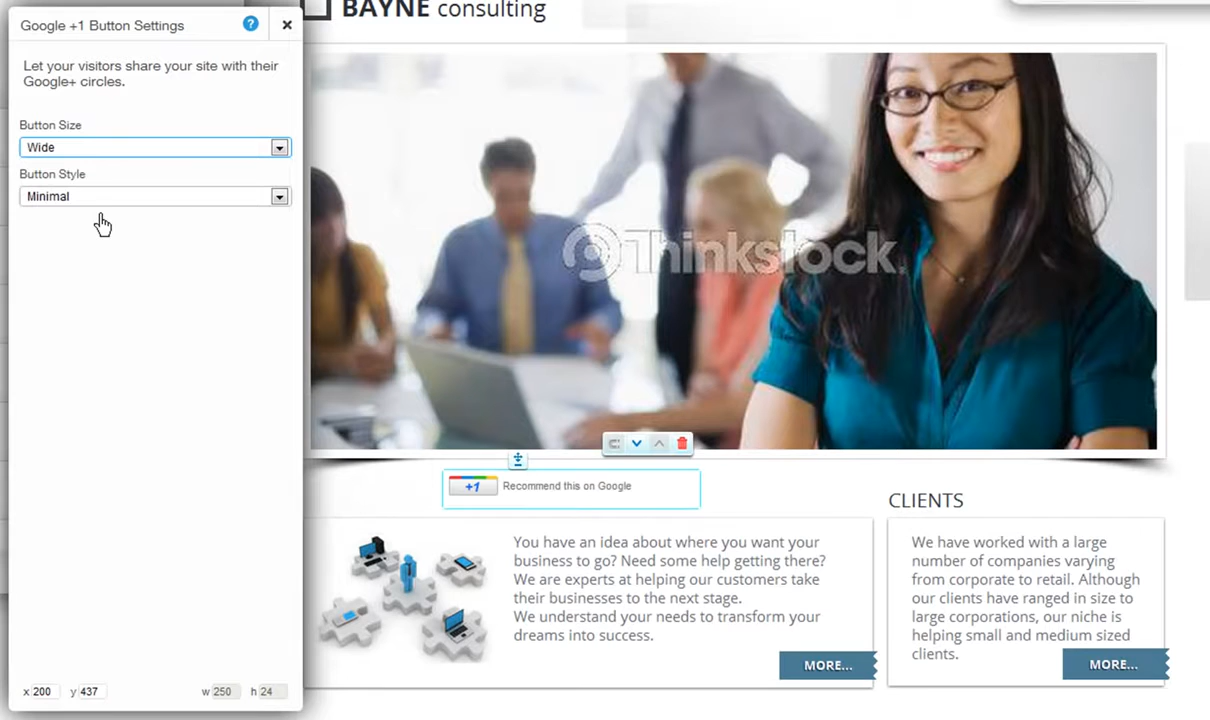 Google +1 Button Settings
?
Let your visitors share your site with their
Google+ circles.
Button Size
Wide
Button Style
Minimal
x 200 y 437 w 250 h 24
BAYNE consulting
Thinkstock
+1 Recommend this on Google
You have an idea about where you want your
business to go? Need some help getting there?
We are experts at helping our customers take
their businesses to the next stage.
We understand your needs to transform your
dreams into success.
MORE...
CLIENTS
We have worked with a large
number of companies varying
from corporate to retail. Although
our clients have ranged in size to
large corporations, our niche is
helping small and medium sized
clients.
MORE...